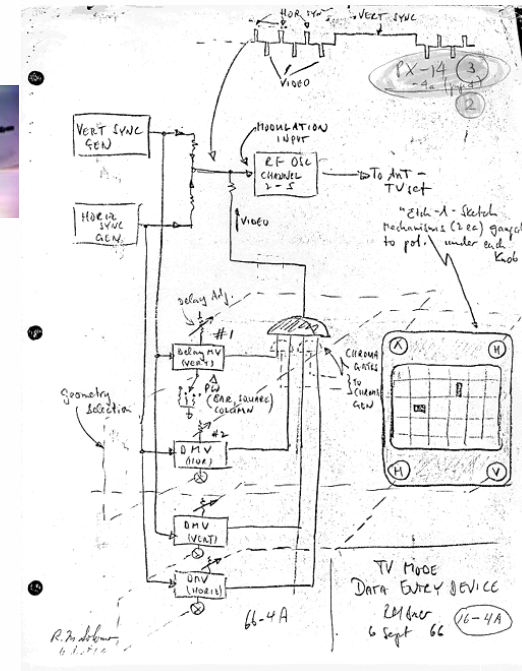 HOR SYNC
VERT SYNC
VIDEO
PX-14 3
2
VERT SYNC
GEN
MODULATION
INPUT
RF OSC
CHANNEL
2-5
To ANT -
TV set
HORIZ
SYNC
GEN.
VIDEO
"Etch-A-Sketch
Mechanisms (2 ea) ganged
to pot. under each
Knob
Delay Adj.
#1
Delay MV
(VERT)
PW
(BAR, SQUARE)
COLUMN
CHROMA
GATES
TO
CHROMA
GEN
Geometry
Selection
#2
DMV
(HOR)
X
H
H
V
DMV
(VERT)
DMV
(HORIZ)
66-4A
TV MODE
DATA ENTRY DEVICE
6 Sept 66
16-4A